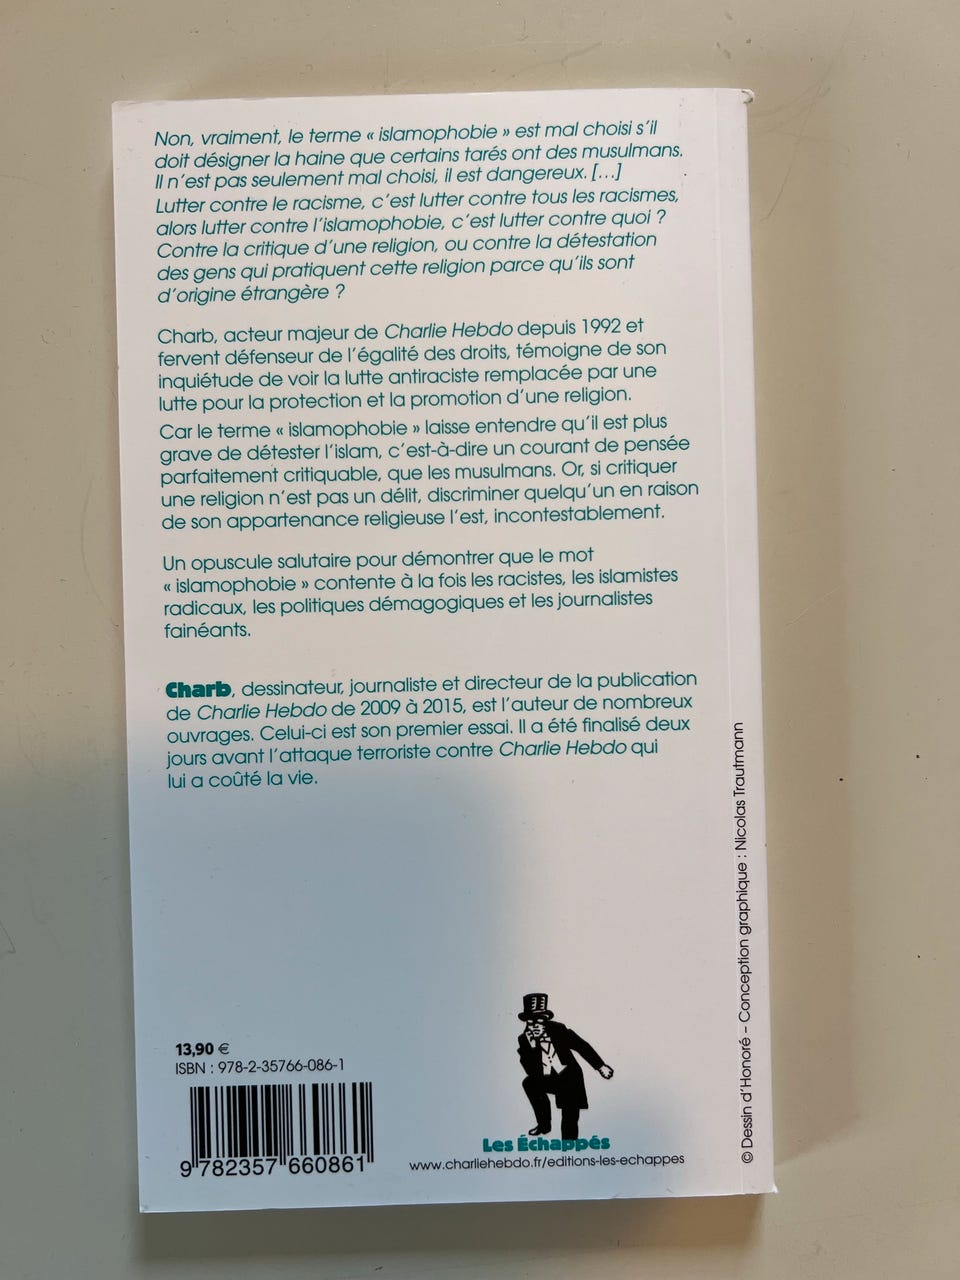 Non, vraiment, le terme « islamophobie » est mal choisi s'il
doit désigner la haine que certains tarés ont des musulmans.
Il n'est pas seulement mal choisi, il est dangereux. [...]
Lutter contre le racisme, c'est lutter contre tous les racismes,
alors lutter contre l'islamophobie, c'est lutter contre quoi ?
Contre la critique d'une religion, ou contre la détestation
des gens qui pratiquent cette religion parce qu'ils sont
d'origine étrangère ?
Charb, acteur majeur de Charlie Hebdo depuis 1992 et
fervent défenseur de l'égalité des droits, témoigne de son
inquiétude de voir la lutte antiraciste remplacée par une
lutte pour la protection et la promotion d'une religion.
Car le terme « islamophobie » laisse entendre qu'il est plus
grave de détester l'islam, c'est-à-dire un courant de pensée
parfaitement critiquable, que les musulmans. Or, si critiquer
une religion n'est pas un délit, discriminer quelqu'un en raison
de son appartenance religieuse l'est, incontestablement.
Un opuscule salutaire pour démontrer que le mot
« islamophobie » contente à la fois les racistes, les islamistes
radicaux, les politiques démagogiques et les journalistes
fainéants.
Charb, dessinateur, journaliste et directeur de la publication
de Charlie Hebdo de 2009 à 2015, est l'auteur de nombreux
ouvrages. Celui-ci est son premier essai. Il a été finalisé deux
jours avant l'attaque terroriste contre Charlie Hebdo qui
lui a coûté la vie.
13,90 €
ISBN : 978-2-35766-086-1
9 782357 660861
Les Échappés
www.charliehebdo.fr/editions-les-echappes
© Dessin d'Honoré – Conception graphique : Nicolas Trautmann